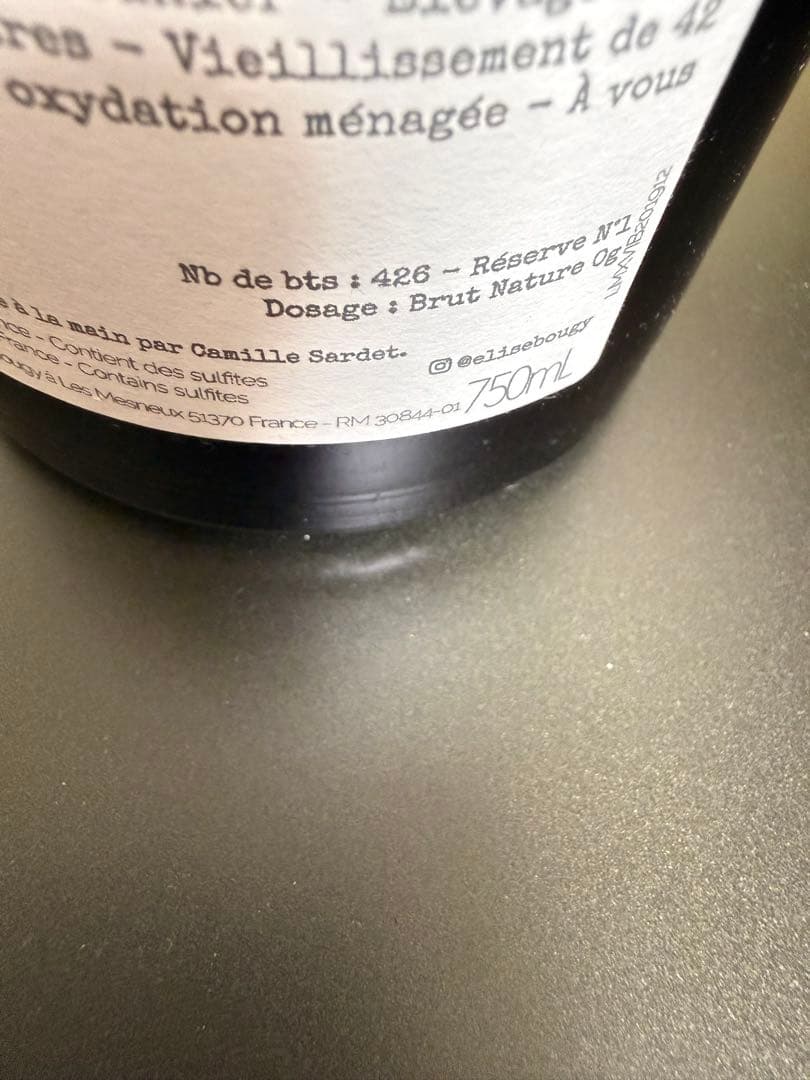 res - Vieillissement de 42
oxydation ménagée - À vous
Nb de bts : 426 - Réserve N°1
Dosage : Brut Nature 0g
à la main par Camille Sardet.
@elisebougy
- Contient des sulfites
France - Contains sulfites
à Les Mesneux 51370 France - RM 30844-01
750mL